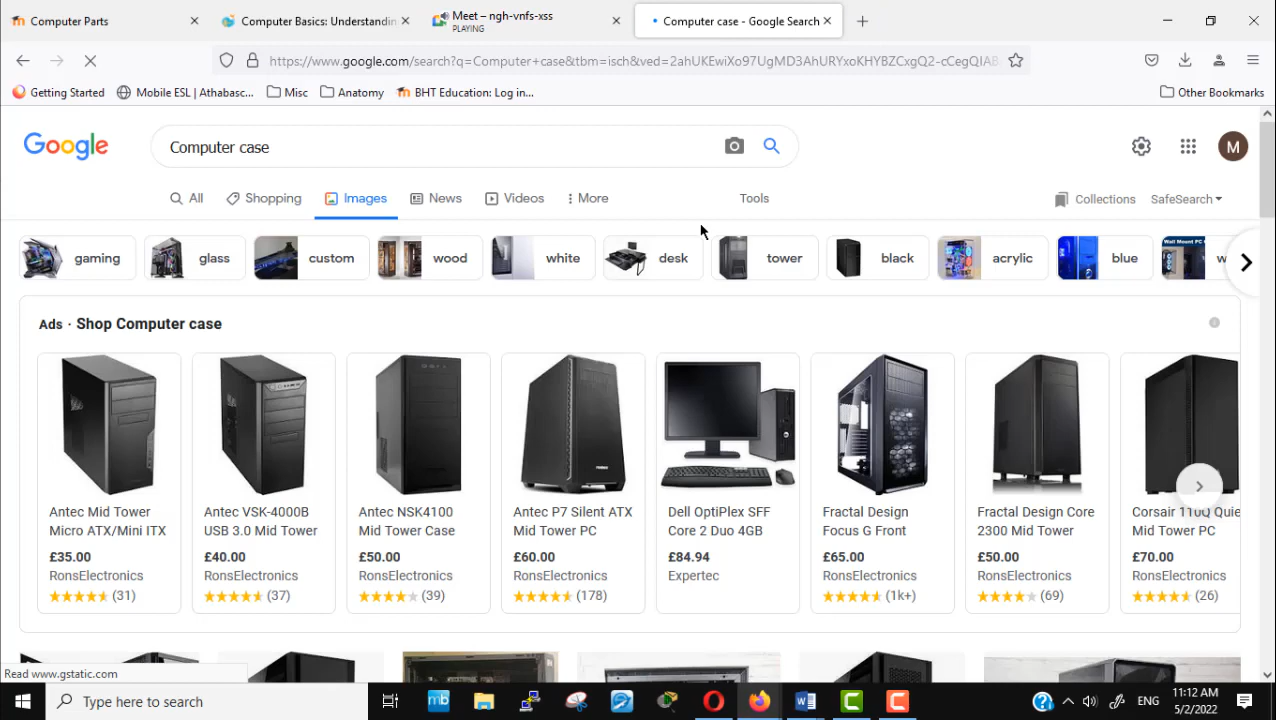 Computer Parts
Computer Basics: Understandin
Meet – ngh-vnfs-xss
PLAYING
Computer case - Google Search
https://www.google.com/search?q=Computer+case&tbm=isch&ved=2ahUKEwiXo97UgMD3AhURYxoKHYBZCxgQ2-cCegQIABA
Getting Started
Mobile ESL | Athabasc...
Misc
Anatomy
BHT Education: Log in...
Other Bookmarks
Google
Computer case
M
All
Shopping
Images
News
Videos
More
Tools
Collections
SafeSearch
gaming
glass
custom
wood
white
desk
tower
black
acrylic
blue
Wall Mount PC
w
Ads · Shop Computer case
Antec Mid Tower
Micro ATX/Mini ITX
£35.00
RonsElectronics
(31)
Antec VSK-4000B
USB 3.0 Mid Tower
£40.00
RonsElectronics
(37)
Antec NSK4100
Mid Tower Case
£50.00
RonsElectronics
(39)
Antec P7 Silent ATX
Mid Tower PC
£60.00
RonsElectronics
(178)
Dell OptiPlex SFF
Core 2 Duo 4GB
£84.94
Expertec
Fractal Design
Focus G Front
£65.00
RonsElectronics
(1k+)
Fractal Design Core
2300 Mid Tower
£50.00
RonsElectronics
(69)
Corsair 110Q Quie
Mid Tower PC
£70.00
RonsElectronics
(26)
Read www.gstatic.com
Type here to search
mb
ENG
11:12 AM
5/2/2022